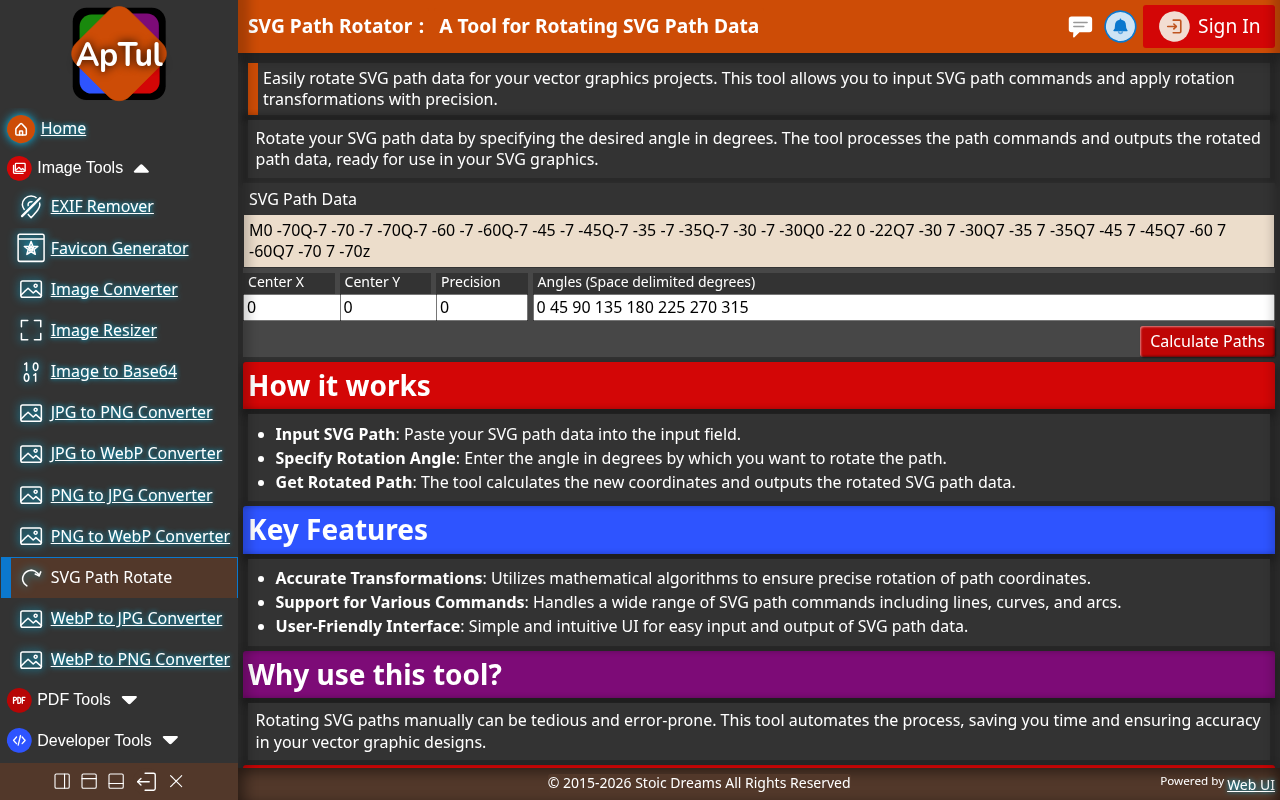 ApTul
Home
Image Tools
EXIF Remover
Favicon Generator
Image Converter
Image Resizer
Image to Base64
JPG to PNG Converter
JPG to WebP Converter
PNG to JPG Converter
PNG to WebP Converter
SVG Path Rotate
WebP to JPG Converter
WebP to PNG Converter
PDF Tools
Developer Tools
SVG Path Rotator : A Tool for Rotating SVG Path Data
Sign In
Easily rotate SVG path data for your vector graphics projects. This tool allows you to input SVG path commands and apply rotation
transformations with precision.
Rotate your SVG path data by specifying the desired angle in degrees. The tool processes the path commands and outputs the rotated
path data, ready for use in your SVG graphics.
SVG Path Data
M0 -70Q-7 -70 -7 -70Q-7 -60 -7 -60Q-7 -45 -7 -45Q-7 -35 -7 -35Q-7 -30 -7 -30Q0 -22 0 -22Q7 -30 7 -30Q7 -35 7 -35Q7 -45 7 -45Q7 -60 7
-60Q7 -70 7 -70z
Center X Center Y Precision Angles (Space delimited degrees)
0 0 0 0 45 90 135 180 225 270 315
Calculate Paths
How it works
• Input SVG Path: Paste your SVG path data into the input field.
• Specify Rotation Angle: Enter the angle in degrees by which you want to rotate the path.
• Get Rotated Path: The tool calculates the new coordinates and outputs the rotated SVG path data.
Key Features
• Accurate Transformations: Utilizes mathematical algorithms to ensure precise rotation of path coordinates.
• Support for Various Commands: Handles a wide range of SVG path commands including lines, curves, and arcs.
• User-Friendly Interface: Simple and intuitive UI for easy input and output of SVG path data.
Why use this tool?
Rotating SVG paths manually can be tedious and error-prone. This tool automates the process, saving you time and ensuring accuracy
in your vector graphic designs.
© 2015-2026 Stoic Dreams All Rights Reserved
Powered by Web UI